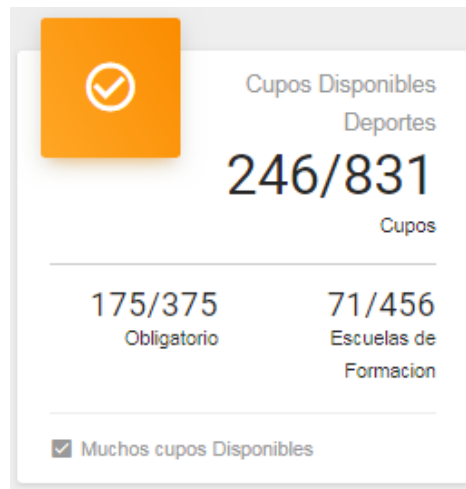 Cupos Disponibles
Deportes
246/831
Cupos
175/375
Obligatorio
71/456
Escuelas de
Formacion
Muchos cupos Disponibles